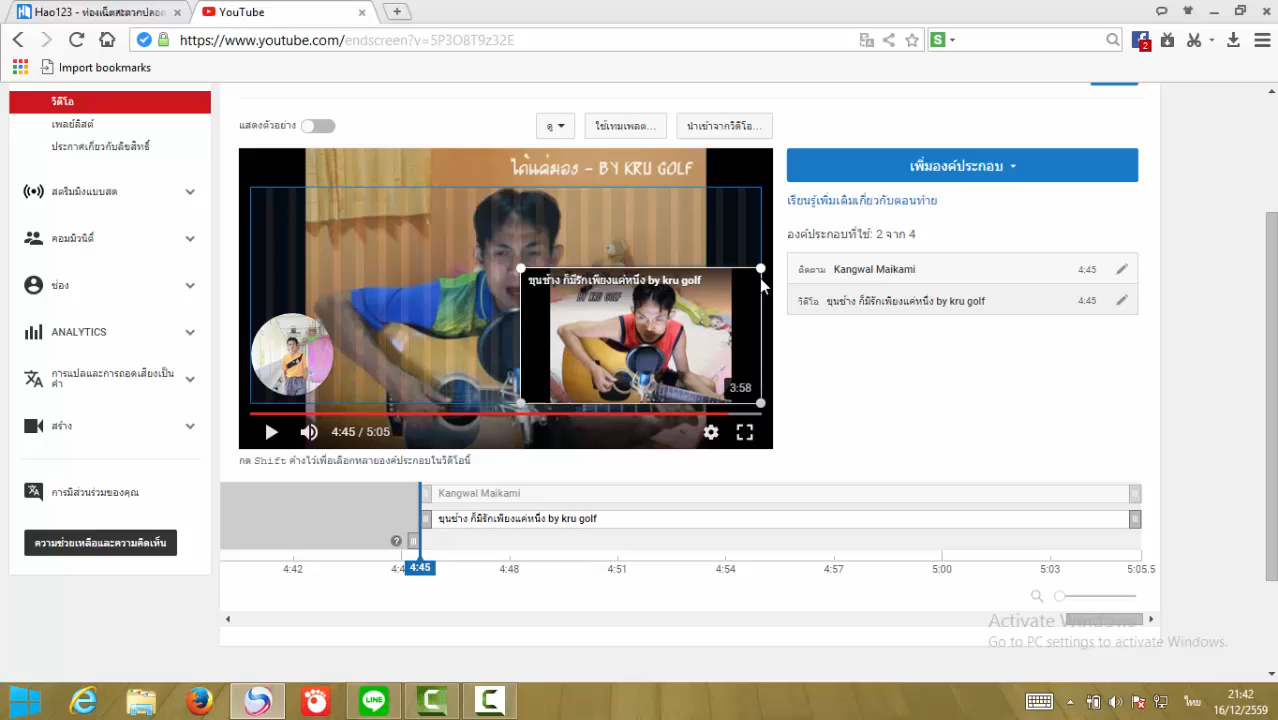 Hao123 - ท่องเน็ตสะดวกปลอด
YouTube
https://www.youtube.com/endscreen?v=5P3O8T9z32E
S
2
Import bookmarks
วิดีโอ
เพลย์ลิสต์
ประกาศเกี่ยวกับลิขสิทธิ์
สตรีมมิงแบบสด
คอมมิวนิตี้
ช่อง
ANALYTICS
การแปลและการถอดเสียงเป็น
คำ
สร้าง
การมีส่วนร่วมของคุณ
ความช่วยเหลือและความคิดเห็น
แสดงตัวอย่าง
ดู
ใช้เทมเพลต...
นำเข้าจากวิดีโอ...
ได้แค่มอง - BY KRU GOLF
ขุนช้าง ก็มีรักเพียงแค่หนึ่ง by kru golf
BY KRU GOLF
3:58
4:45 / 5:05
กด Shift ค้างไว้เพื่อเลือกหลายองค์ประกอบในวิดีโอนี้
เพิ่มองค์ประกอบ
เรียนรู้เพิ่มเติมเกี่ยวกับตอนท้าย
องค์ประกอบที่ใช้: 2 จาก 4
ติดตาม Kangwal Maikami 4:45
วิดีโอ ขุนช้าง ก็มีรักเพียงแค่หนึ่ง by kru golf 4:45
Kangwal Maikami
ขุนช้าง ก็มีรักเพียงแค่หนึ่ง by kru golf
?
4:42 4:4 4:45 4:48 4:51 4:54 4:57 5:00 5:03 5:05.5
Activate Windows
Go to PC settings to activate Windows.
LINE
ไทย
21:42
16/12/2559